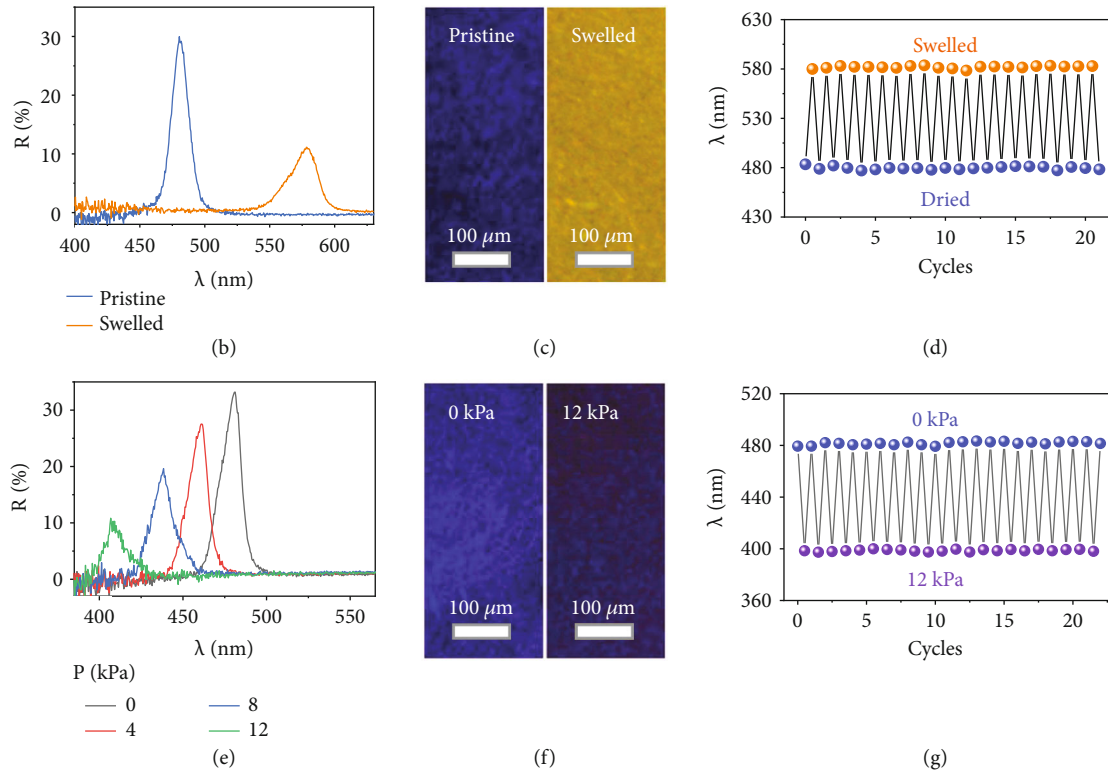 30
20
10
0
R (%)
400 450 500 550 600
λ (nm)
Pristine
Swelled
(b)
Pristine
Swelled
100 μm
100 μm
(c)
630
580
530
480
430
λ (nm)
Swelled
Dried
0 5 10 15 20
Cycles
(d)
30
20
10
0
R (%)
400 450 500 550
λ (nm)
P (kPa)
0
8
4
12
(e)
0 kPa
12 kPa
100 μm
100 μm
(f)
520
480
440
400
360
λ (nm)
0 kPa
12 kPa
0 5 10 15 20
Cycles
(g)